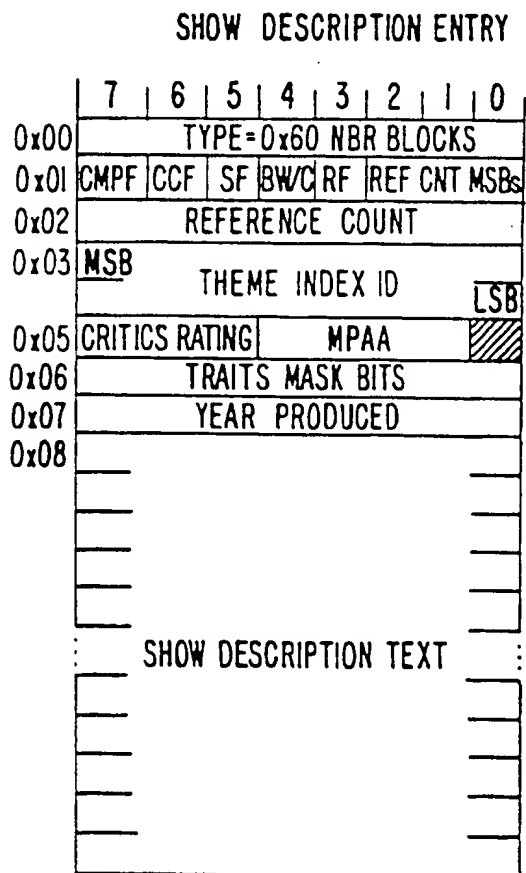 SHOW DESCRIPTION ENTRY
7 | 6 | 5 | 4 | 3 | 2 | 1 | 0
0x00 TYPE=0x60 NBR BLOCKS
0x01 CMPF CCF SF BW/C RF REF CNT MSBs
0x02 REFERENCE COUNT
0x03 MSB
THEME INDEX ID
LSB
0x05 CRITICS RATING MPAA
0x06 TRAITS MASK BITS
0x07 YEAR PRODUCED
0x08
SHOW DESCRIPTION TEXT